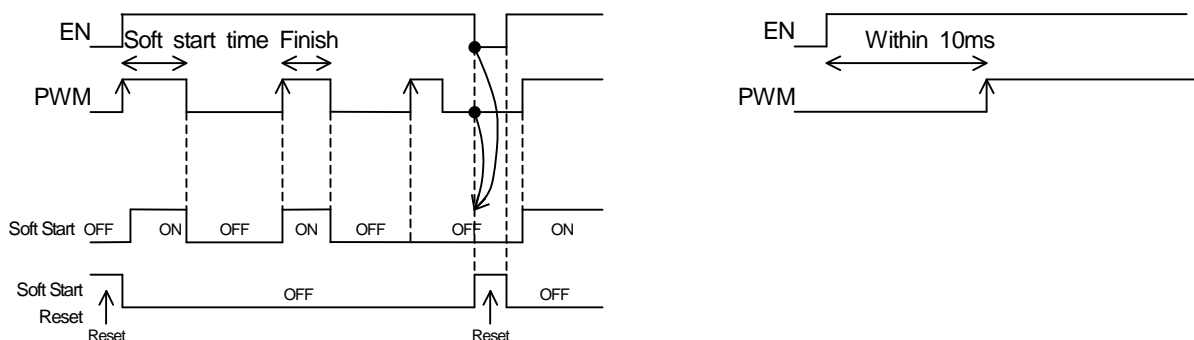 EN
Soft start time Finish
PWM
Soft Start OFF ON OFF ON OFF OFF ON
Soft Start
Reset
OFF OFF
Reset Reset
EN
Within 10ms
PWM